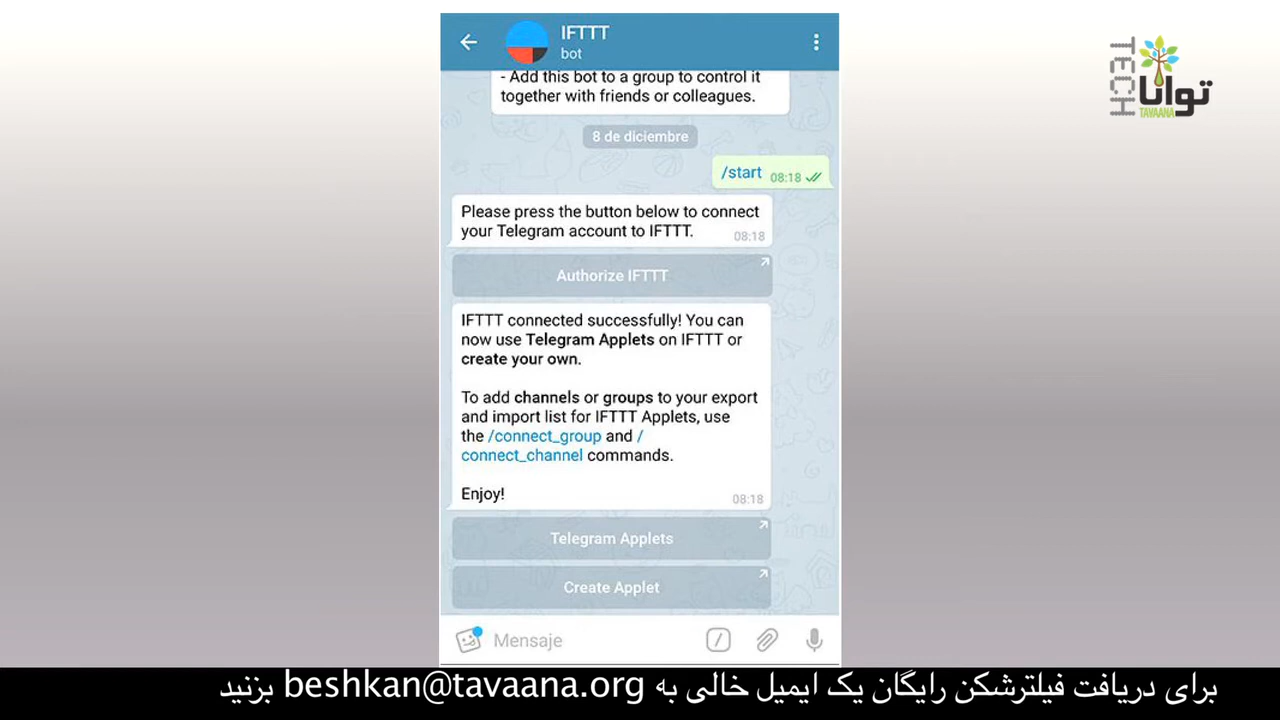 IFTTT
bot
- Add this bot to a group to control it
together with friends or colleagues.
8 de diciembre
/start 08:18
Please press the button below to connect
your Telegram account to IFTTT. 08:18
Authorize IFTTT
IFTTT connected successfully! You can
now use Telegram Applets on IFTTT or
create your own.
To add channels or groups to your export
and import list for IFTTT Applets, use
the /connect_group and /
connect_channel commands.
Enjoy! 08:18
Telegram Applets
Create Applet
Mensaje
TECH
توانا
TAVAANA
برای دریافت فیلترشکن رایگان یک ایمیل خالی به beshkan@tavaana.org بزنید